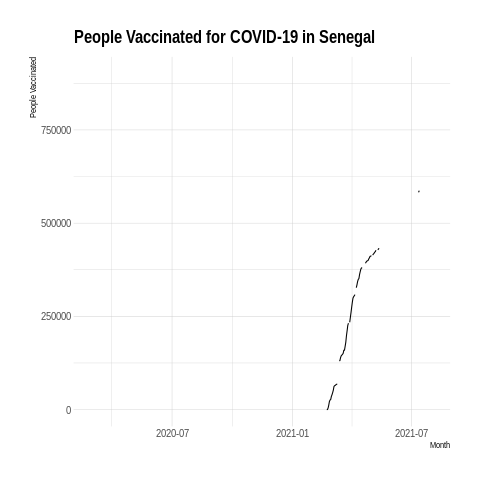 People Vaccinated for COVID-19 in Senegal
People Vaccinated
750000
500000
250000
0
2020-07
2021-01
2021-07
Month